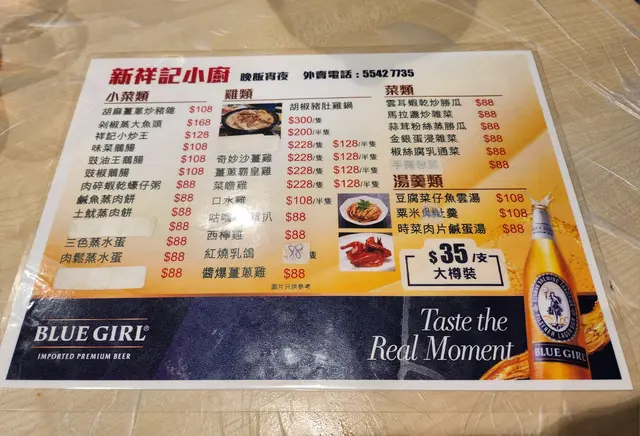 新祥記小廚 晚飯宵夜 外賣電話：5542 7735
小菜類
胡麻薑蔥炒豬雜 $108
剁椒蒸大魚頭 $168
祥記小炒王 $128
味菜鵝腸 $108
豉油王鵝腸 $108
豉椒鵝腸 $108
肉碎蝦乾蠔仔粥 $88
鹹魚蒸肉餅 $88
土魷蒸肉餅 $88
三色蒸水蛋 $88
肉鬆蒸水蛋 $88
$88
雞類
胡椒豬肚雞鍋
$300/隻
$200/半隻
$228/隻 $128/半隻
奇妙沙薑雞 $228/隻 $128/半隻
薑蔥霸皇雞 $228/隻 $128/半隻
菜膽雞 $228/隻 $128/半隻
口水雞 $108/半隻
$88
西檸雞 $88
紅燒乳鴿 88 隻
醬爆薑蔥雞 $88
圖片只供參考
菜類
雲耳蝦乾炒勝瓜 $88
馬拉盞炒雜菜 $88
蒜茸粉絲蒸勝瓜 $88
金銀蛋浸雜菜 $88
椒絲腐乳通菜 $88
$88
湯羹類
豆腐菜仔魚雲湯 $108
粟米魚肚羹 $108
時菜肉片鹹蛋湯 $88
$35/支
大樽裝
BLUE GIRL®
IMPORTED PREMIUM BEER
Taste the
Real Moment
BLUE GIRL